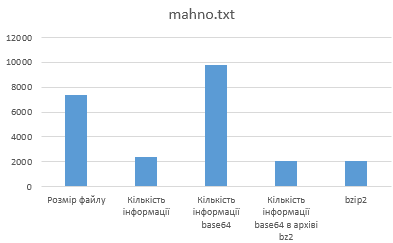 mahno.txt
12000
10000
8000
6000
4000
2000
0
Розмір файлу
Кількість
інформації
Кількість
інформації
base64
Кількість
інформації
base64 в архіві
bz2
bzip2